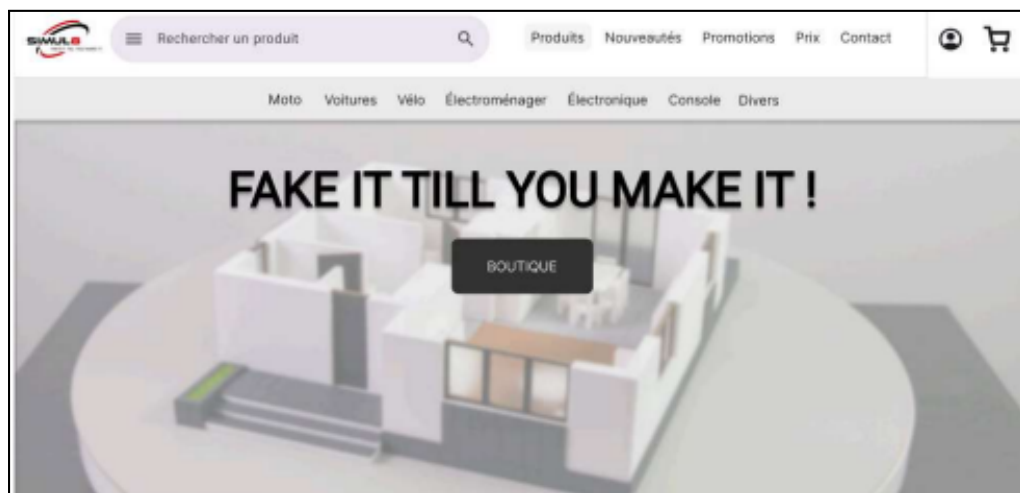 SIMUL8
Rechercher un produit
Produits Nouveautés Promotions Prix Contact
Moto Voitures Vélo Électroménager Électronique Console Divers
FAKE IT TILL YOU MAKE IT !
BOUTIQUE